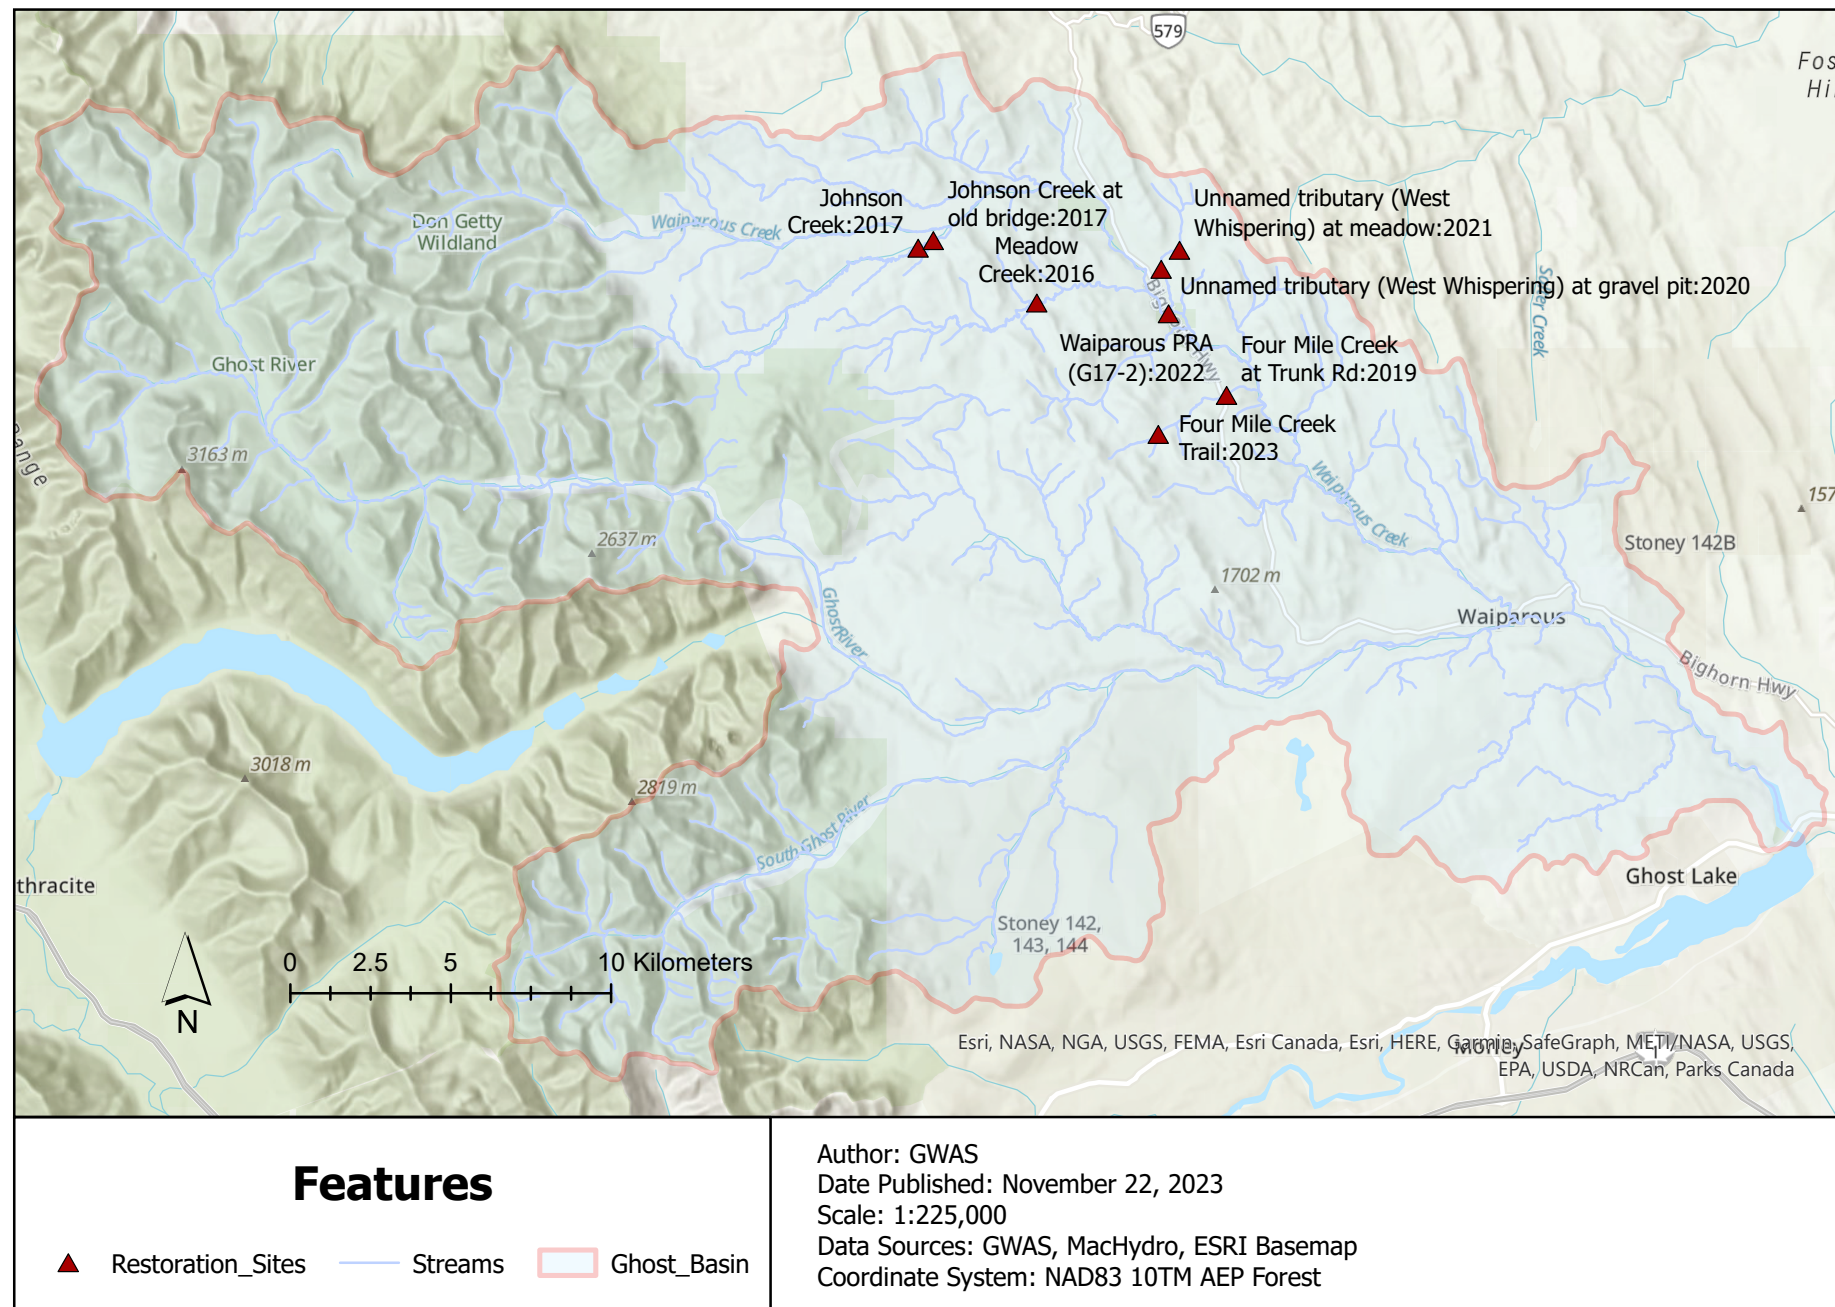 579
Fos
Hi
Johnson
Creek:2017
Johnson Creek at
old bridge:2017
Meadow
Creek:2016
Unnamed tributary (West
Whispering) at meadow:2021
Unnamed tributary (West Whispering) at gravel pit:2020
Don Getty
Wildland
Waiparous Creek
Ghost River
Waiparous PRA
(G17-2):2022
Four Mile Creek
at Trunk Rd:2019
Four Mile Creek
Trail:2023
Creek
Hwy
Range
3163 m
2637 m
Waiparous Creek
157
Stoney 142B
1702 m
Waiparous
Ghost River
Bighorn Hwy
3018 m
2819 m
South Ghost River
thracite
Ghost Lake
Stoney 142,
143, 144
0 2.5 5 10 Kilometers
N
Morley
1
Esri, NASA, NGA, USGS, FEMA, Esri Canada, Esri, HERE, Garmin, SafeGraph, METI/NASA, USGS,
EPA, USDA, NRCan, Parks Canada
Features
Restoration_Sites
Streams
Ghost_Basin
Author: GWAS
Date Published: November 22, 2023
Scale: 1:225,000
Data Sources: GWAS, MacHydro, ESRI Basemap
Coordinate System: NAD83 10TM AEP Forest